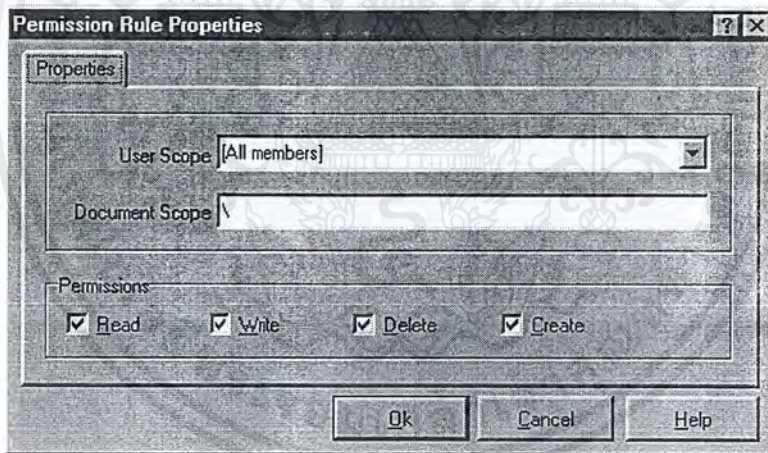 Permission Rule Properties
Properties
User Scope [All members]
Document Scope \
Permissions
Read Write Delete Create
Ok Cancel Help